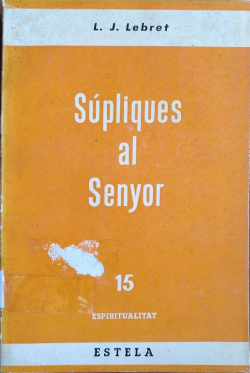 L. J. Lebret
Súpliques
al
Senyor
15
ESPIRITUALITAT
ESTELA